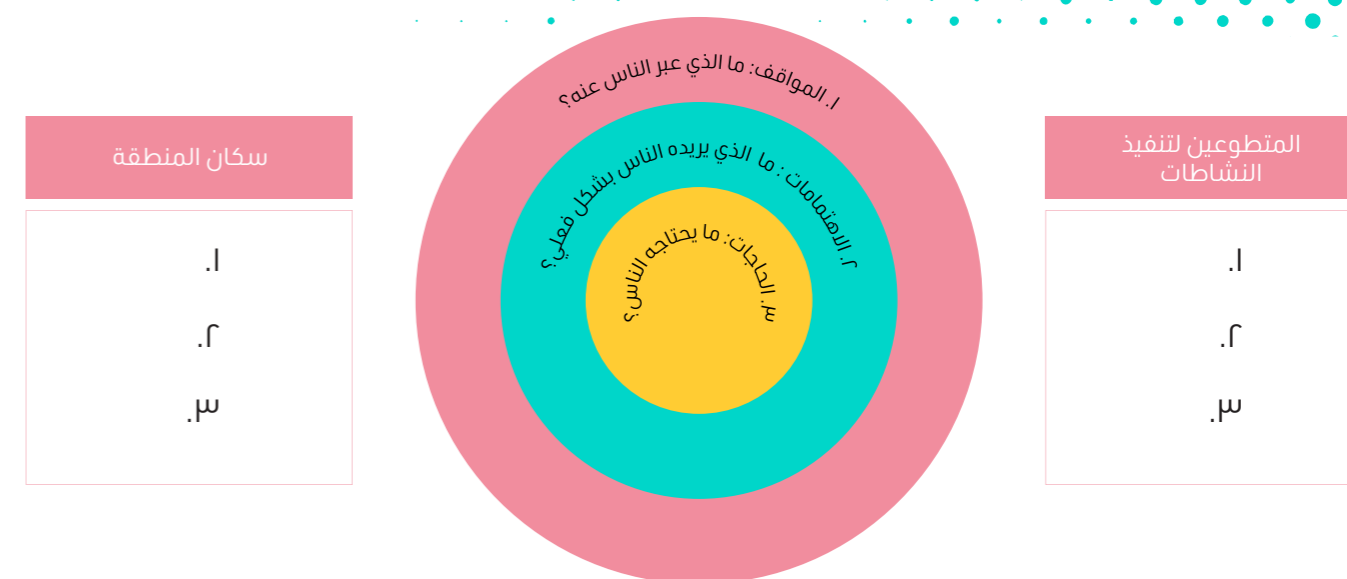 ١. المواقف: ما الذي عبر الناس عنه؟
٢. الاهتمامات : ما الذي يريده الناس بشكل فعلي؟
٣. الحاجات: ما يحتاجه الناس؟
المتطوعين لتنفيذ
النشاطات
١.
٢.
٣.
سكان المنطقة
١.
٢.
٣.